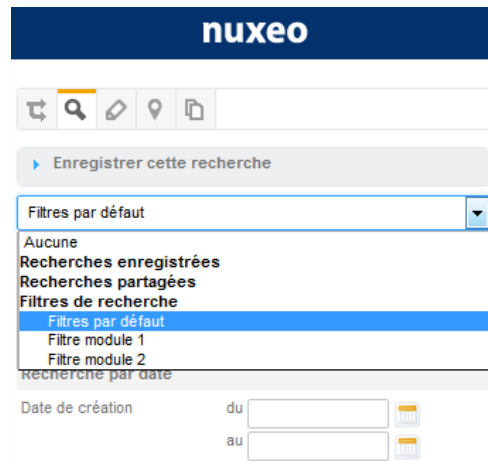 nuxeo
Enregistrer cette recherche
Filtres par défaut
Aucune
Recherches enregistrées
Recherches partagées
Filtres de recherche
Filtres par défaut
Filtre module 1
Filtre module 2
Recherche par date
Date de création du
au